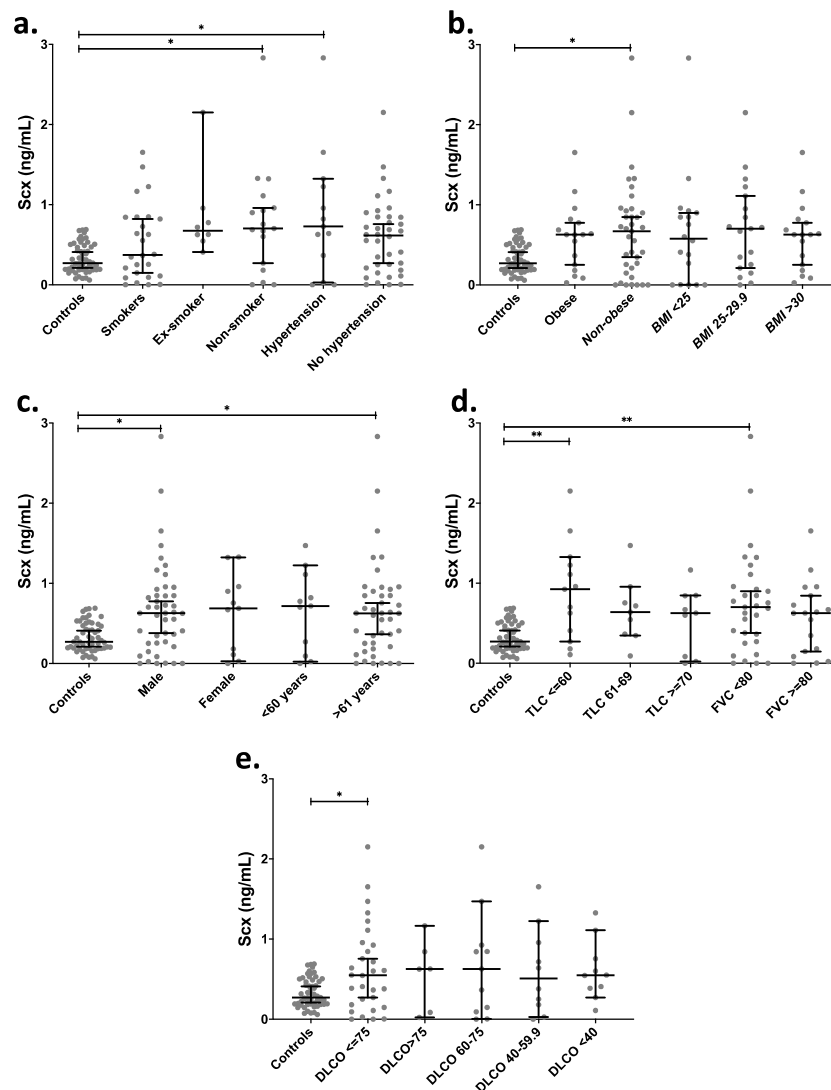 a.
*
*
3
2
1
0
Scx (ng/mL)
Controls
Smokers
Ex-smoker
Non-smoker
Hypertension
No hypertension
b.
*
3
2
1
0
Scx (ng/mL)
Controls
Obese
Non-obese
BMI <25
BMI 25-29.9
BMI >30
c.
*
*
3
2
1
0
Scx (ng/mL)
Controls
Male
Female
<60 years
>61 years
d.
**
**
3
2
1
0
Scx (ng/mL)
Controls
TLC <=60
TLC 61-69
TLC >=70
FVC <80
FVC >=80
e.
*
3
2
1
0
Scx (ng/mL)
Controls
DLCO <=75
DLCO>75
DLCO 60-75
DLCO 40-59.9
DLCO <40